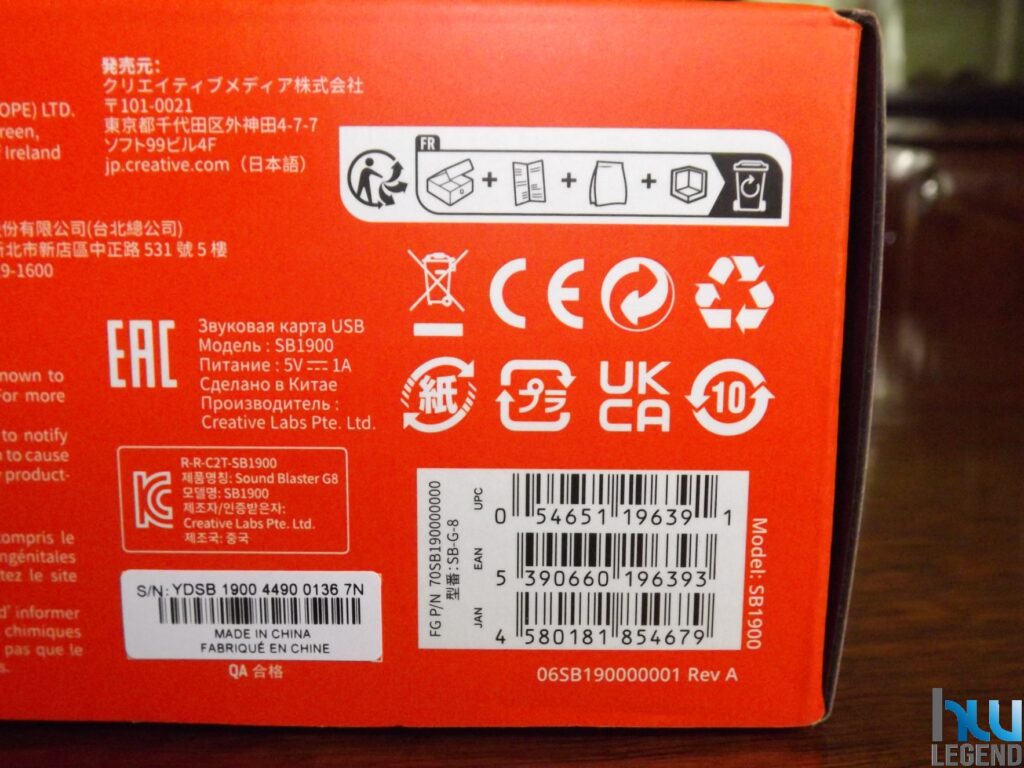 発売元:
クリエイティブメディア株式会社
〒101-0021
東京都千代田区外神田4-7-7
ソフト99ビル4F
jp.creative.com（日本語）
OPE) LTD.
reen,
f Ireland
份有限公司(台北總公司)
北市新店區中正路 531 號 5 樓
9-1600
FR
CE
EAC
Звуковая карта USB
Модель : SB1900
Питание : 5V 1A
Сделано в Китае
Производитель :
Creative Labs Pte. Ltd.
紙
プラ
UK
CA
10
nown to
For more
to notify
to cause
product-
R-R-C2T-SB1900
제품명칭: Sound Blaster G8
모델명: SB1900
제조자/인증받은자:
Creative Labs Pte. Ltd.
제조국: 중국
KC
compris le
ngénitales
tez le site
d' informer
chimiques
pas que le
s.
S/N: YDSB 1900 4490 0136 7N
MADE IN CHINA
FABRIQUÉ EN CHINE
QA 合格
FG P/N 70SB190000000
型番: SB-G-8
UPC
0 54651 19639 1
EAN
5 390660 196393
JAN
4 580181 854679
Model: SB1900
06SB190000001 Rev A
LEGEND